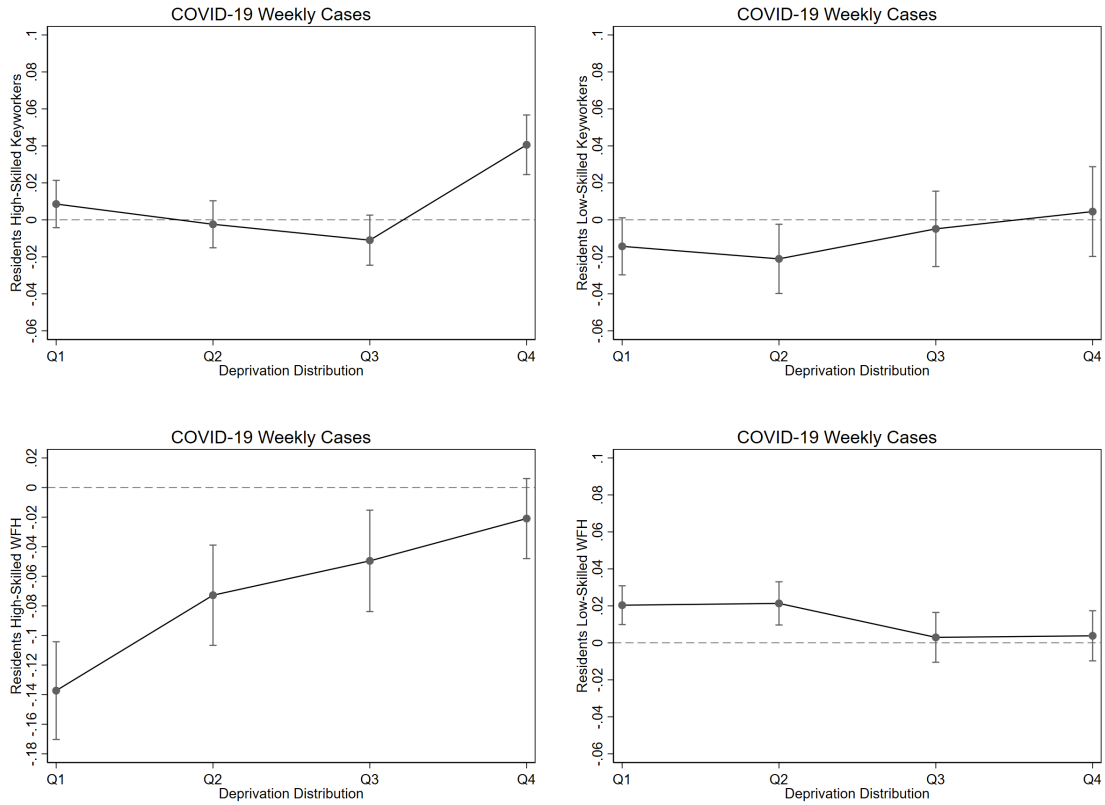 COVID-19 Weekly Cases
Residents High-Skilled Keyworkers
.1
.08
.06
.04
.02
0
-.02
-.04
-.06
Q1 Q2 Q3 Q4
Deprivation Distribution
COVID-19 Weekly Cases
Residents Low-Skilled Keyworkers
.1
.08
.06
.04
.02
0
-.02
-.04
-.06
Q1 Q2 Q3 Q4
Deprivation Distribution
COVID-19 Weekly Cases
Residents High-Skilled WFH
.02
0
-.02
-.04
-.06
-.08
-.1
-.12
-.14
-.16
-.18
Q1 Q2 Q3 Q4
Deprivation Distribution
COVID-19 Weekly Cases
Residents Low-Skilled WFH
.1
.08
.06
.04
.02
0
-.02
-.04
-.06
Q1 Q2 Q3 Q4
Deprivation Distribution